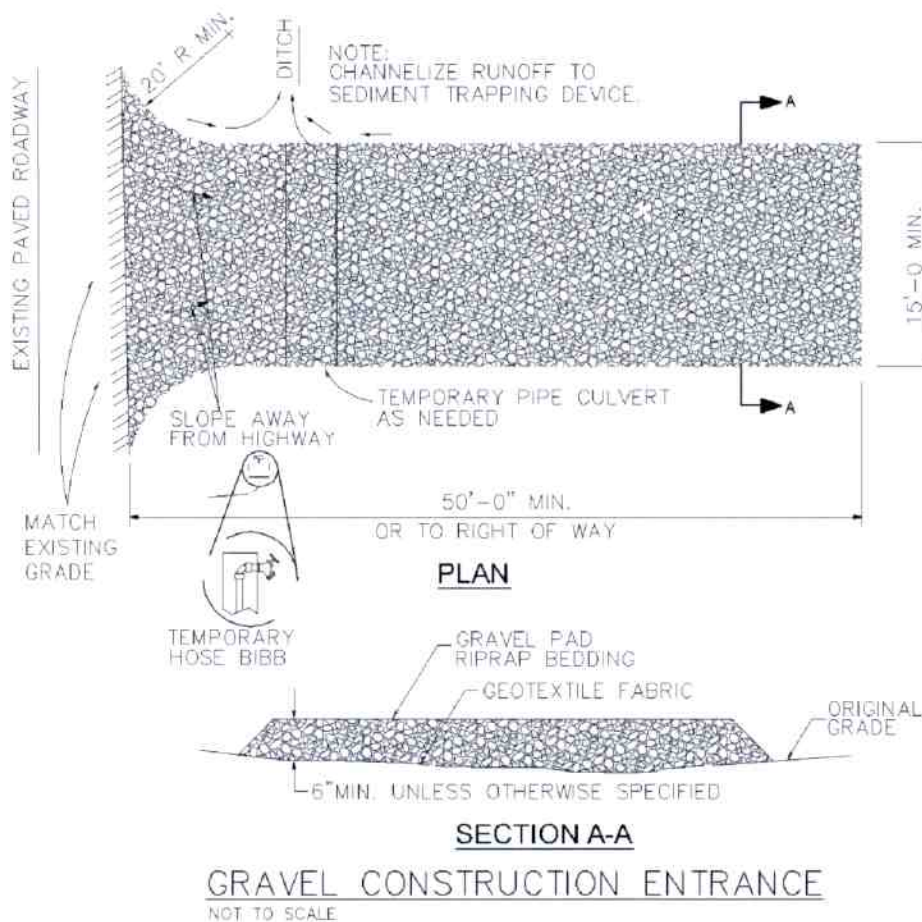 20" R MIN.
DITCH
NOTE:
CHANNELIZE RUNOFF TO
SEDIMENT TRAPPING DEVICE.
A
EXISTING PAVED ROADWAY
15'-0 MIN.
SLOPE AWAY
FROM HIGHWAY
TEMPORARY PIPE CULVERT
AS NEEDED
A
MATCH
EXISTING
GRADE
50'-0" MIN.
OR TO RIGHT OF WAY
PLAN
TEMPORARY
HOSE BIBB
GRAVEL PAD
RIPRAP BEDDING
GEOTEXTILE FABRIC
ORIGINAL
GRADE
6"MIN. UNLESS OTHERWISE SPECIFIED
SECTION A-A
GRAVEL CONSTRUCTION ENTRANCE
NOT TO SCALE